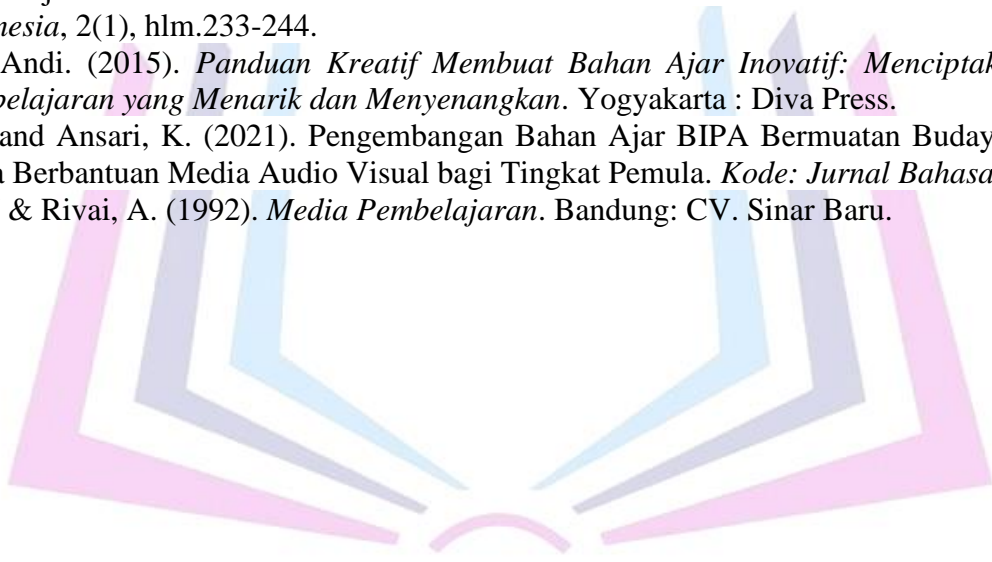 nesia, 2(1), hlm.233-244.
Andi. (2015). Panduan Kreatif Membuat Bahan Ajar Inovatif: Menciptak
belajaran yang Menarik dan Menyenangkan. Yogyakarta : Diva Press.
and Ansari, K. (2021). Pengembangan Bahan Ajar BIPA Bermuatan Buday
a Berbantuan Media Audio Visual bagi Tingkat Pemula. Kode: Jurnal Bahasa
& Rivai, A. (1992). Media Pembelajaran. Bandung: CV. Sinar Baru.